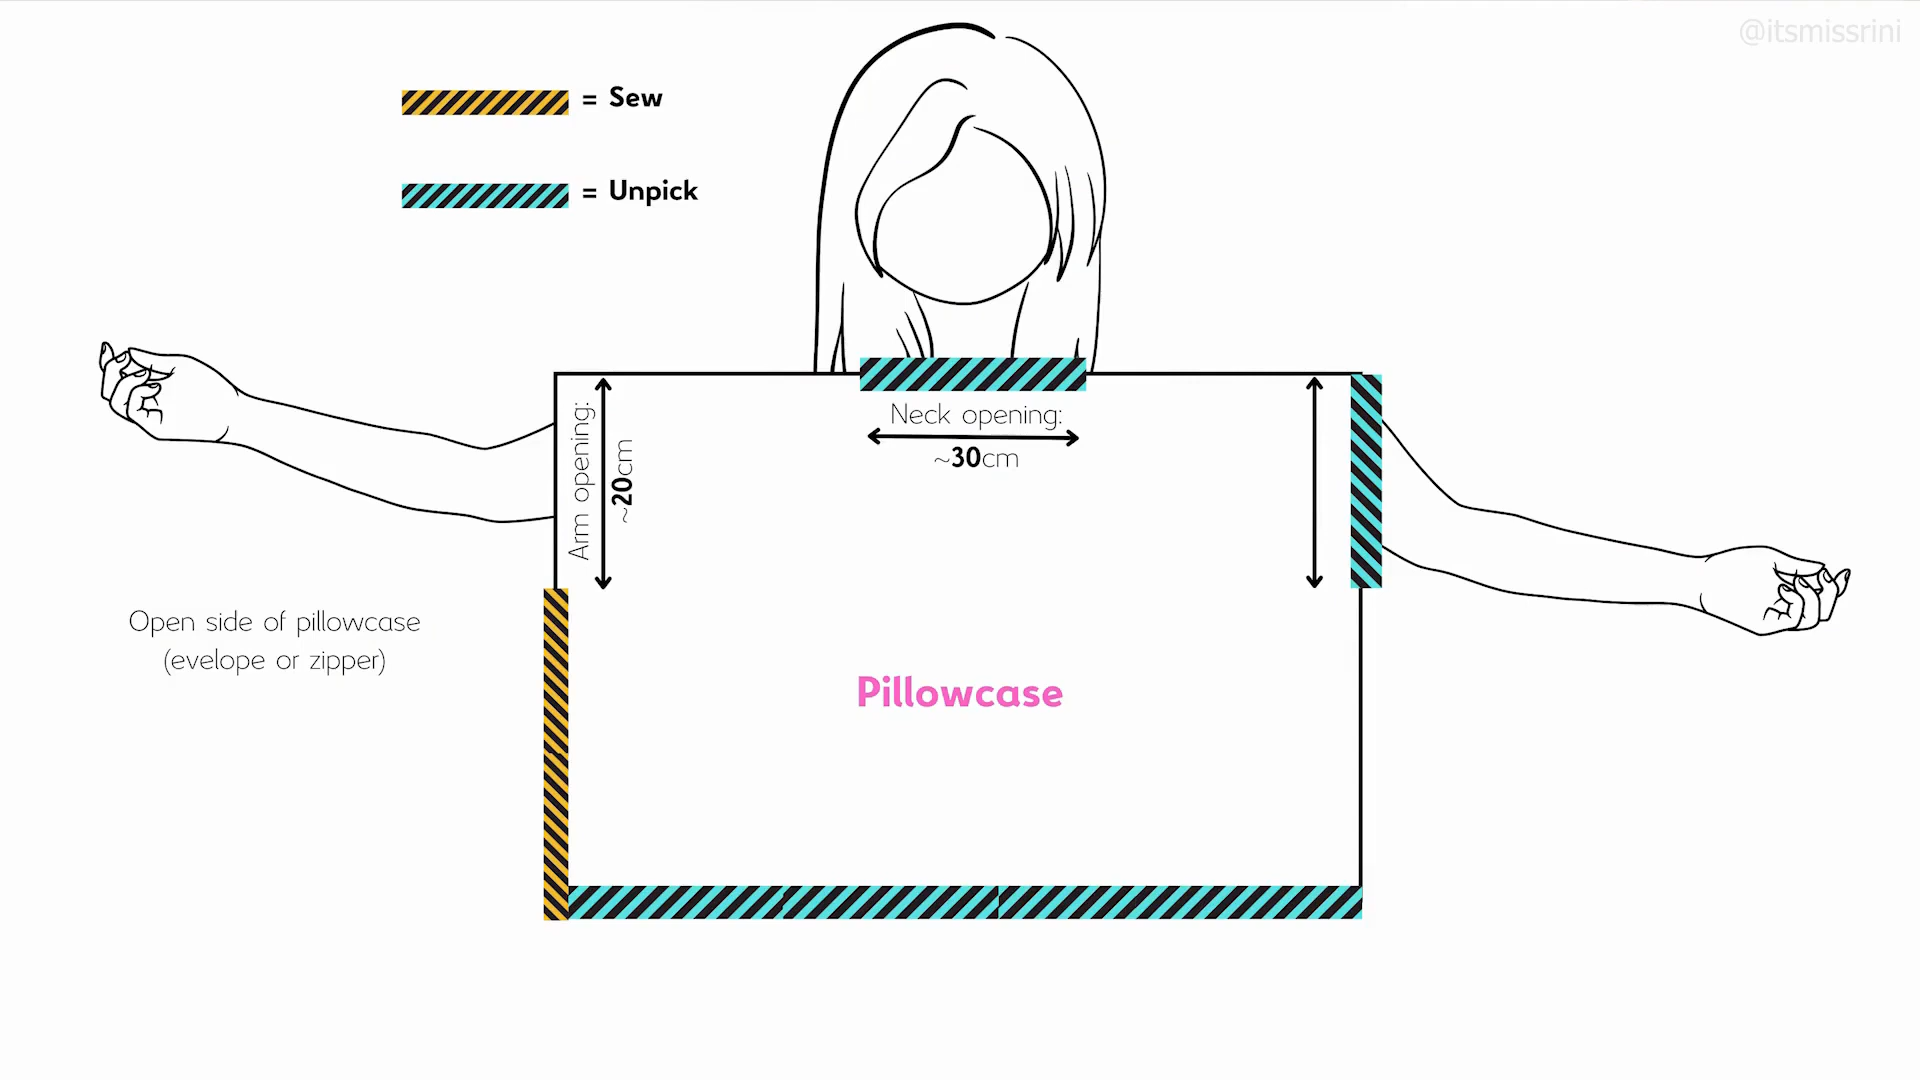 @itsmissrini
= Sew
= Unpick
Arm opening:
~20cm
Neck opening:
~30cm
Open side of pillowcase
(evelope or zipper)
Pillowcase